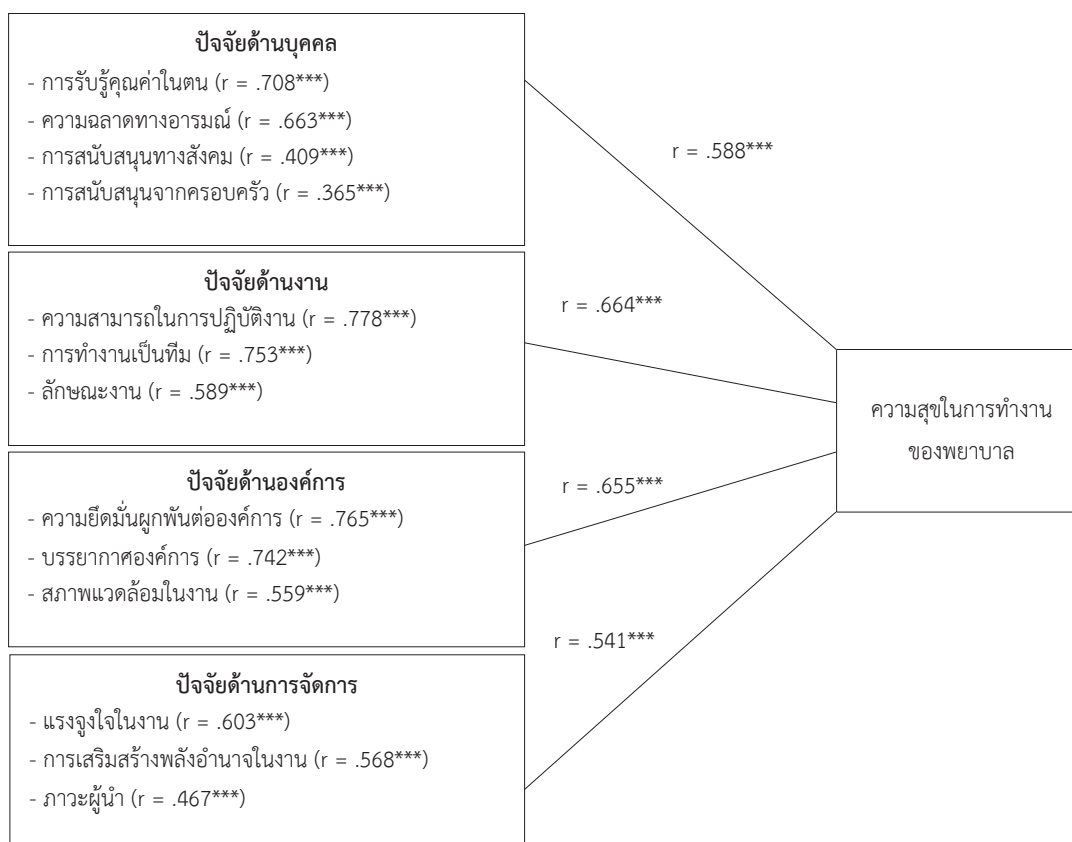 ปัจจัยด้านบุคคล
- การรับรู้คุณค่าในตน (r = .708***)
- ความฉลาดทางอารมณ์ (r = .663***)
- การสนับสนุนทางสังคม (r = .409***)
- การสนับสนุนจากครอบครัว (r = .365***)
r = .588***
ปัจจัยด้านงาน
- ความสามารถในการปฏิบัติงาน (r = .778***)
- การทำงานเป็นทีม (r = .753***)
- ลักษณะงาน (r = .589***)
r = .664***
ปัจจัยด้านองค์การ
- ความยึดมั่นผูกพันต่อองค์การ (r = .765***)
- บรรยากาศองค์การ (r = .742***)
- สภาพแวดล้อมในงาน (r = .559***)
r = .655***
ปัจจัยด้านการจัดการ
- แรงจูงใจในงาน (r = .603***)
- การเสริมสร้างพลังอำนาจในงาน (r = .568***)
- ภาวะผู้นำ (r = .467***)
r = .541***
ความสุขในการทำงาน
ของพยาบาล